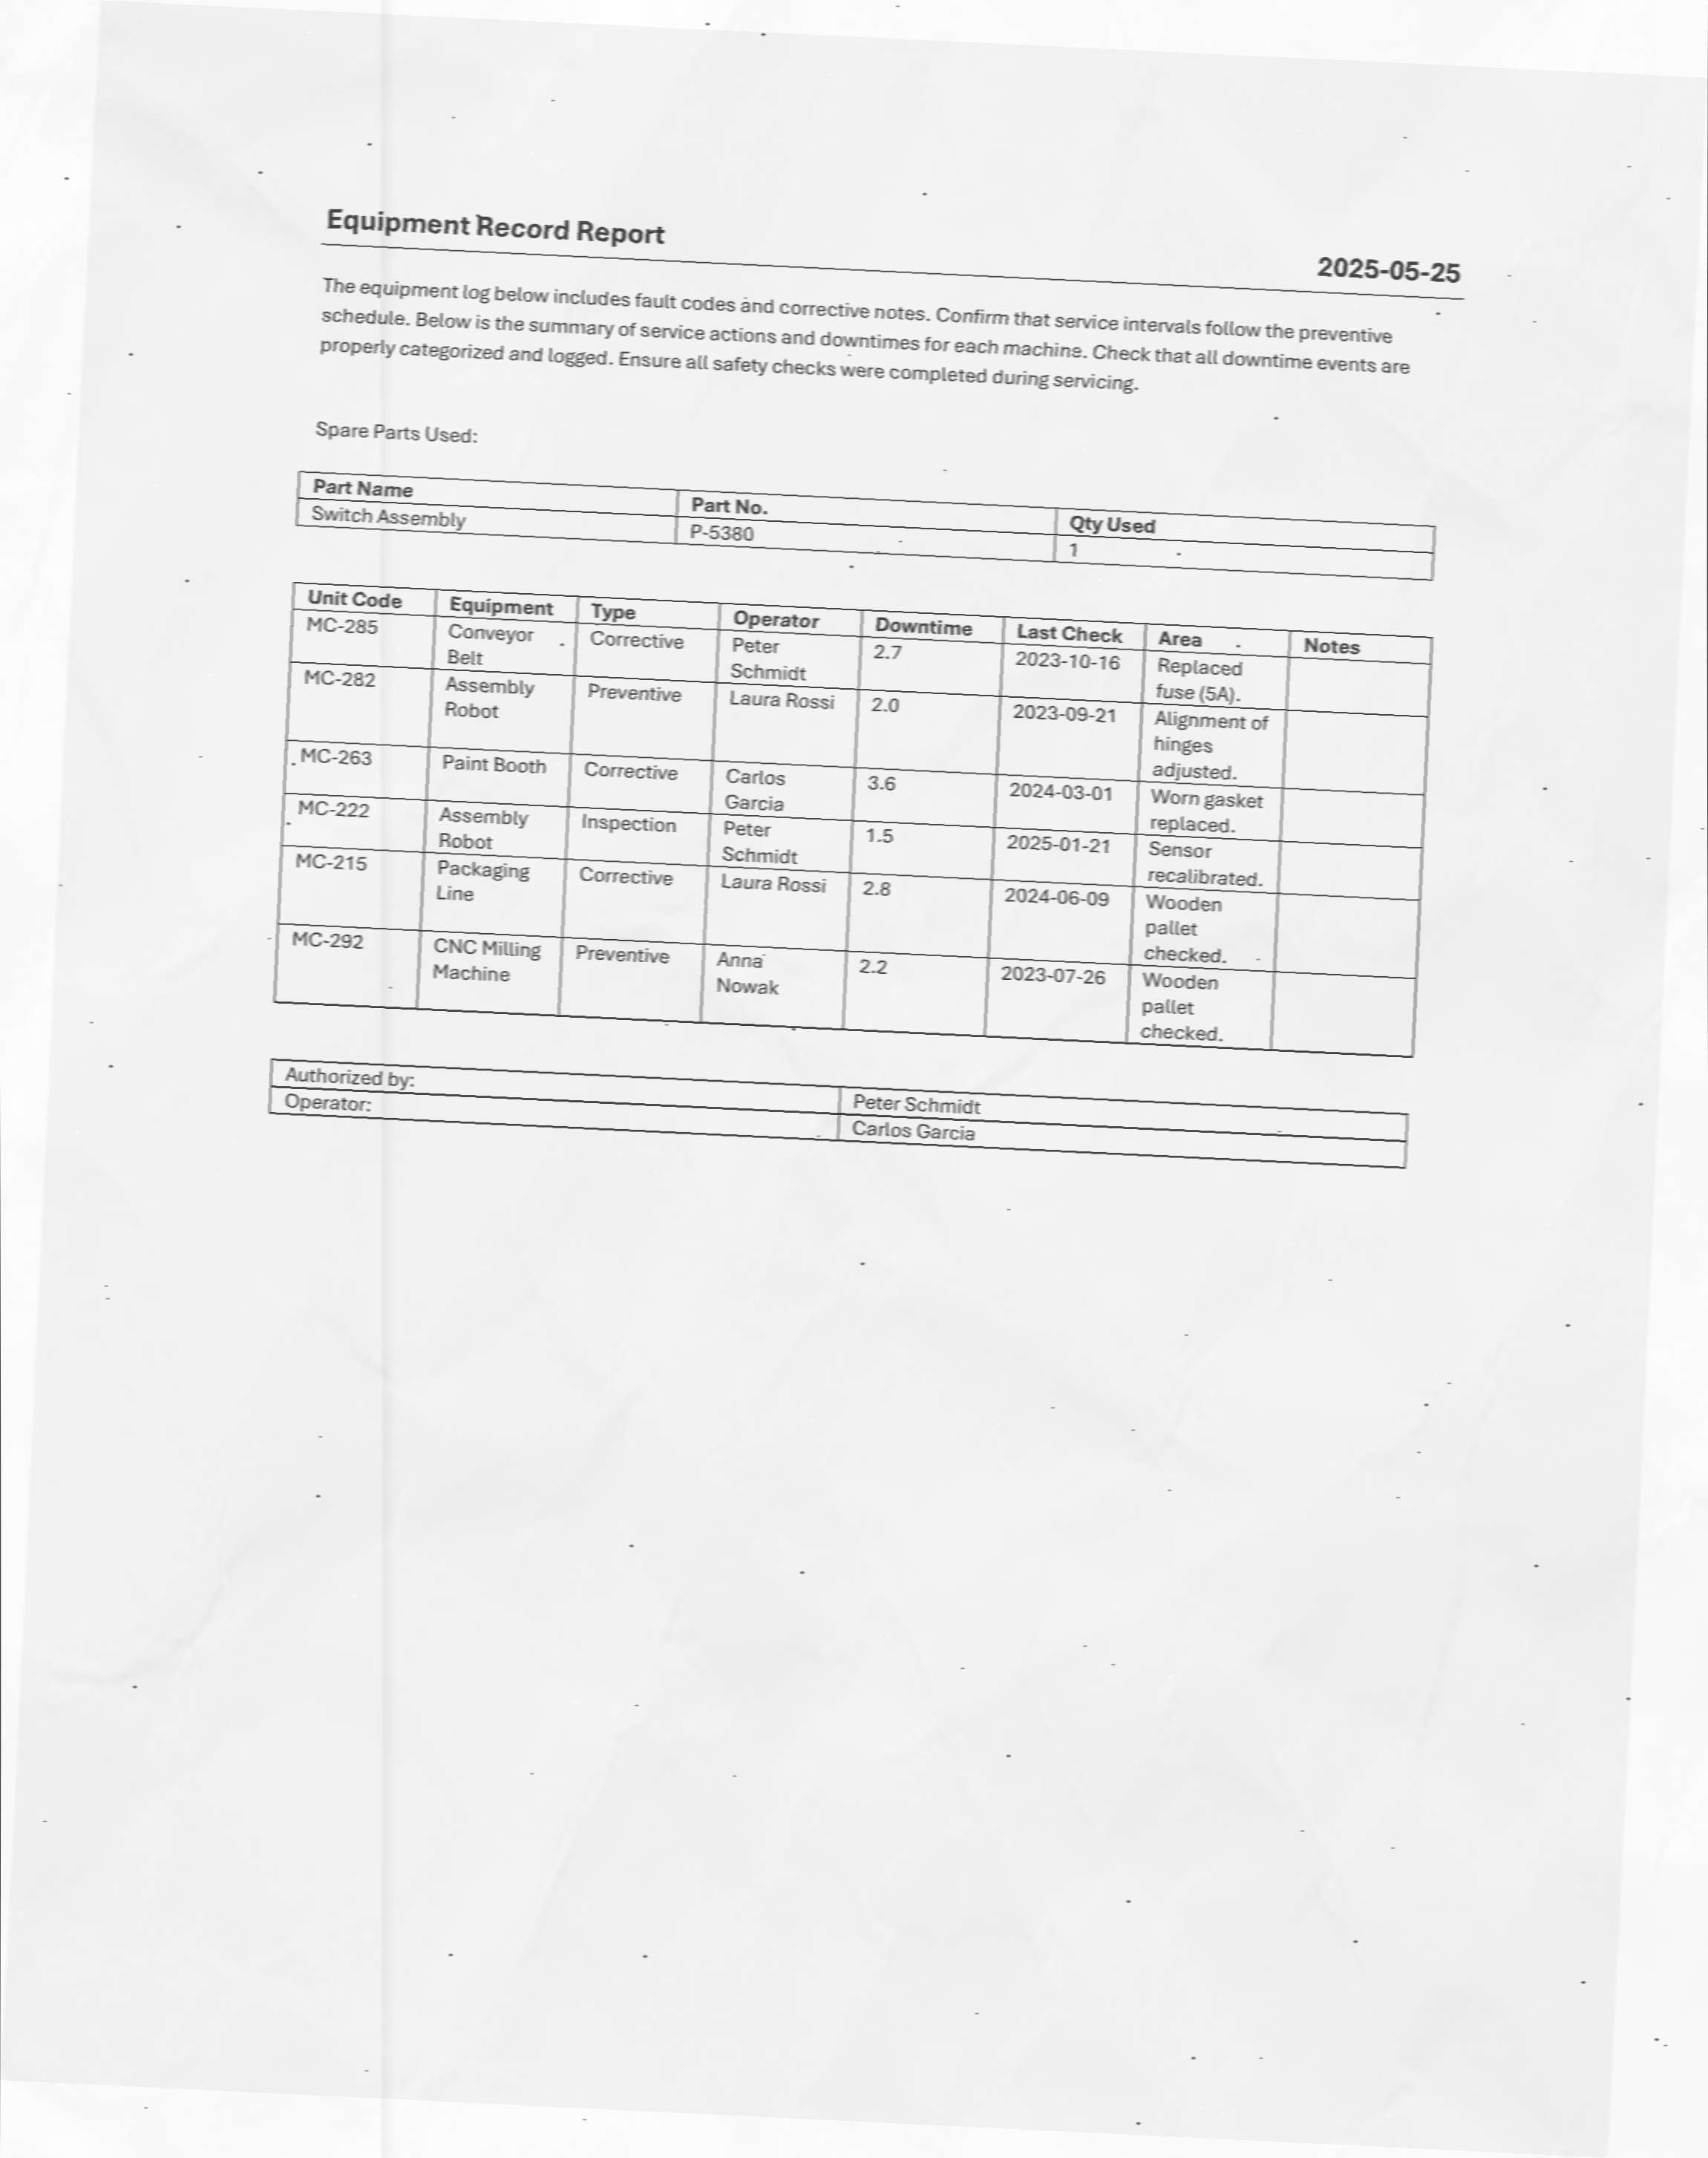 Equipment Record Report
2025-05-25
The equipment log below includes fault codes and corrective notes. Confirm that service intervals follow the preventive
schedule. Below is the summary of service actions and downtimes for each machine. Check that all downtime events are
properly categorized and logged. Ensure all safety checks were completed during servicing.
Spare Parts Used:
Part Name Part No. Qty Used
Switch Assembly P-5380 1
Unit Code Equipment Type Operator Downtime Last Check Area Notes
MC-285 Conveyor Corrective Peter 2.7 2023-10-16 Replaced
Belt Schmidt fuse (5A).
MC-282 Assembly Preventive Laura Rossi 2.0 2023-09-21 Alignment of
Robot hinges
adjusted.
MC-263 Paint Booth Corrective Carlos 3.6 2024-03-01 Worn gasket
Garcia replaced.
MC-222 Assembly Inspection Peter 1.5 2025-01-21 Sensor
Robot Schmidt recalibrated.
MC-215 Packaging Corrective Laura Rossi 2.8 2024-06-09 Wooden
Line pallet
checked.
MC-292 CNC Milling Preventive Anna 2.2 2023-07-26 Wooden
Machine Nowak pallet
checked.
Authorized by: Peter Schmidt
Operator: Carlos Garcia